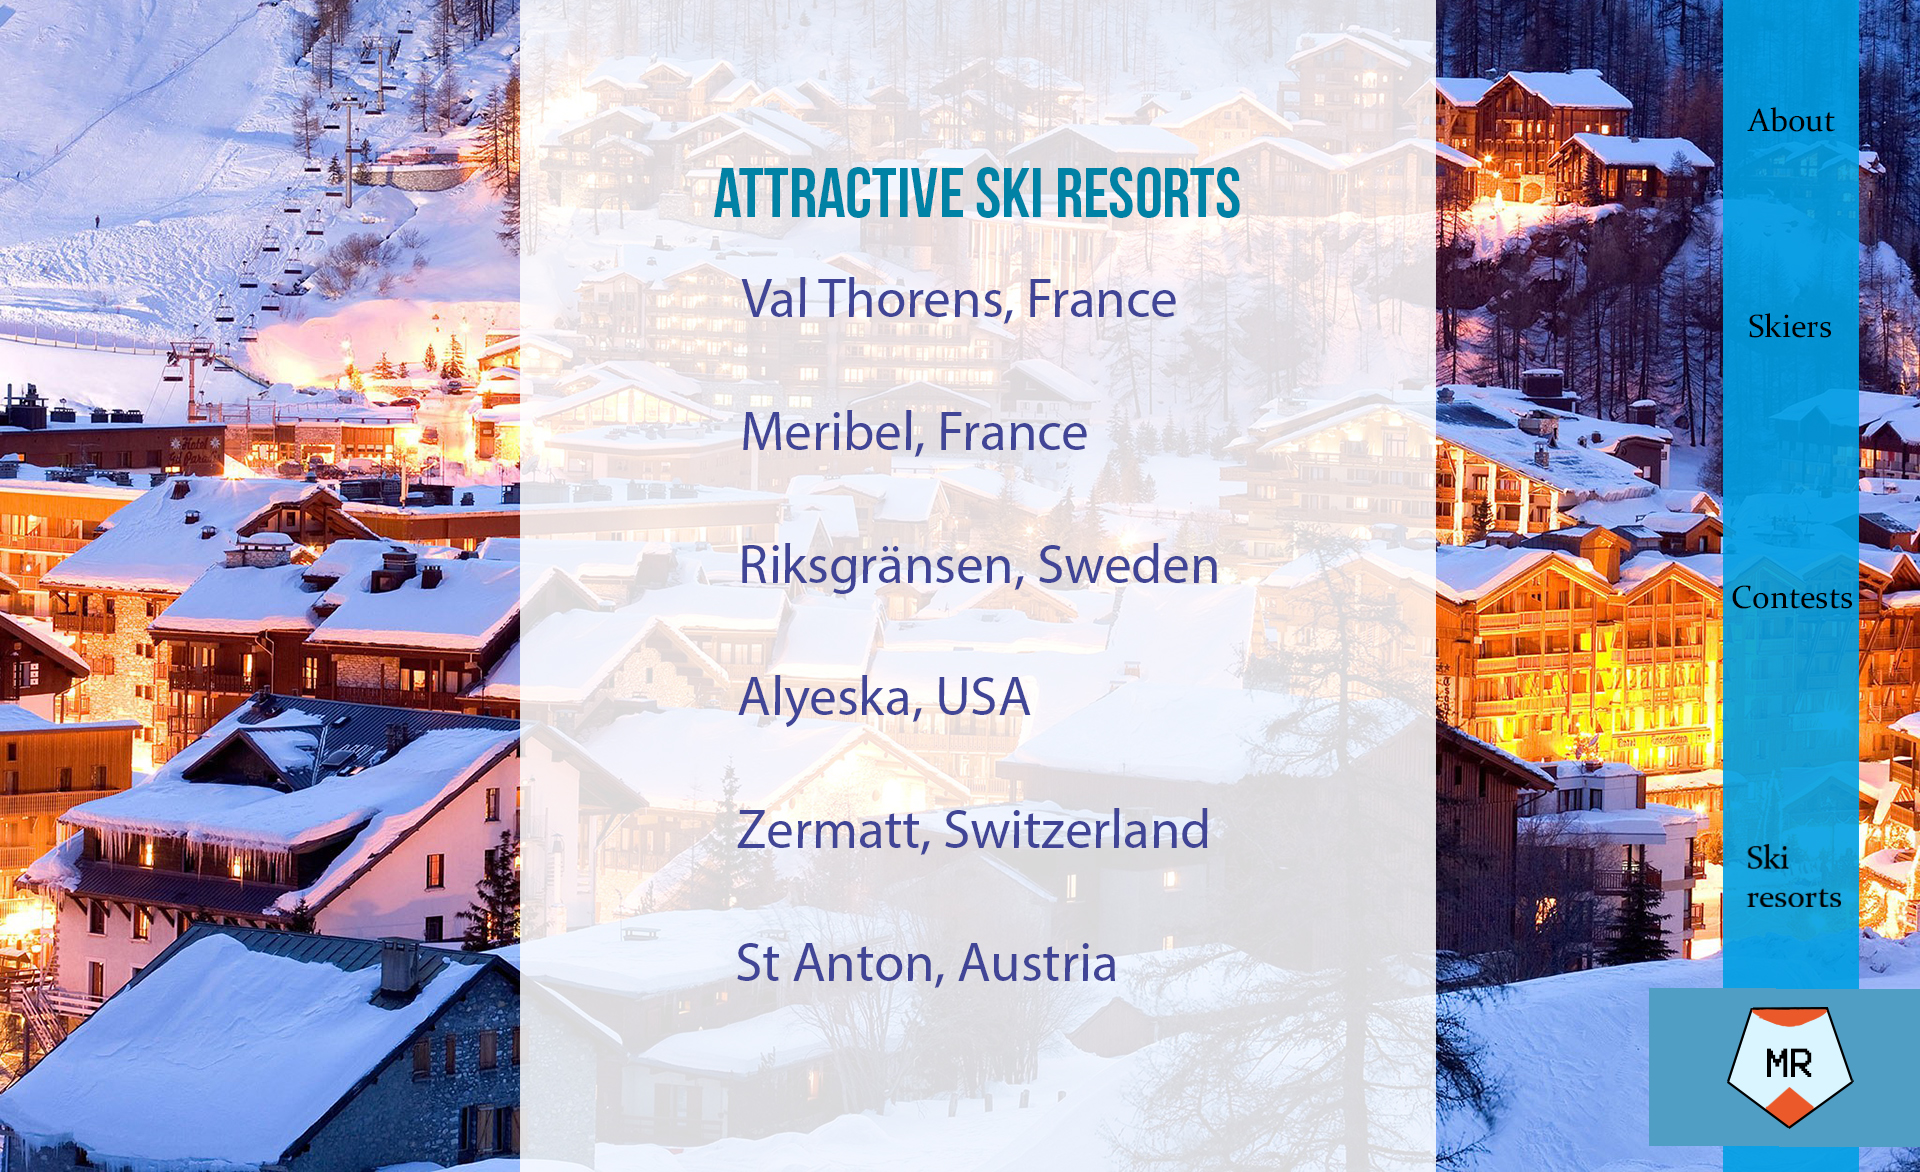 ATTRACTIVE SKI RESORTS
Val Thorens, France
Meribel, France
Riksgränsen, Sweden
Alyeska, USA
Zermatt, Switzerland
St Anton, Austria
About
Skiers
Contests
Ski
resorts
MR
Hotel